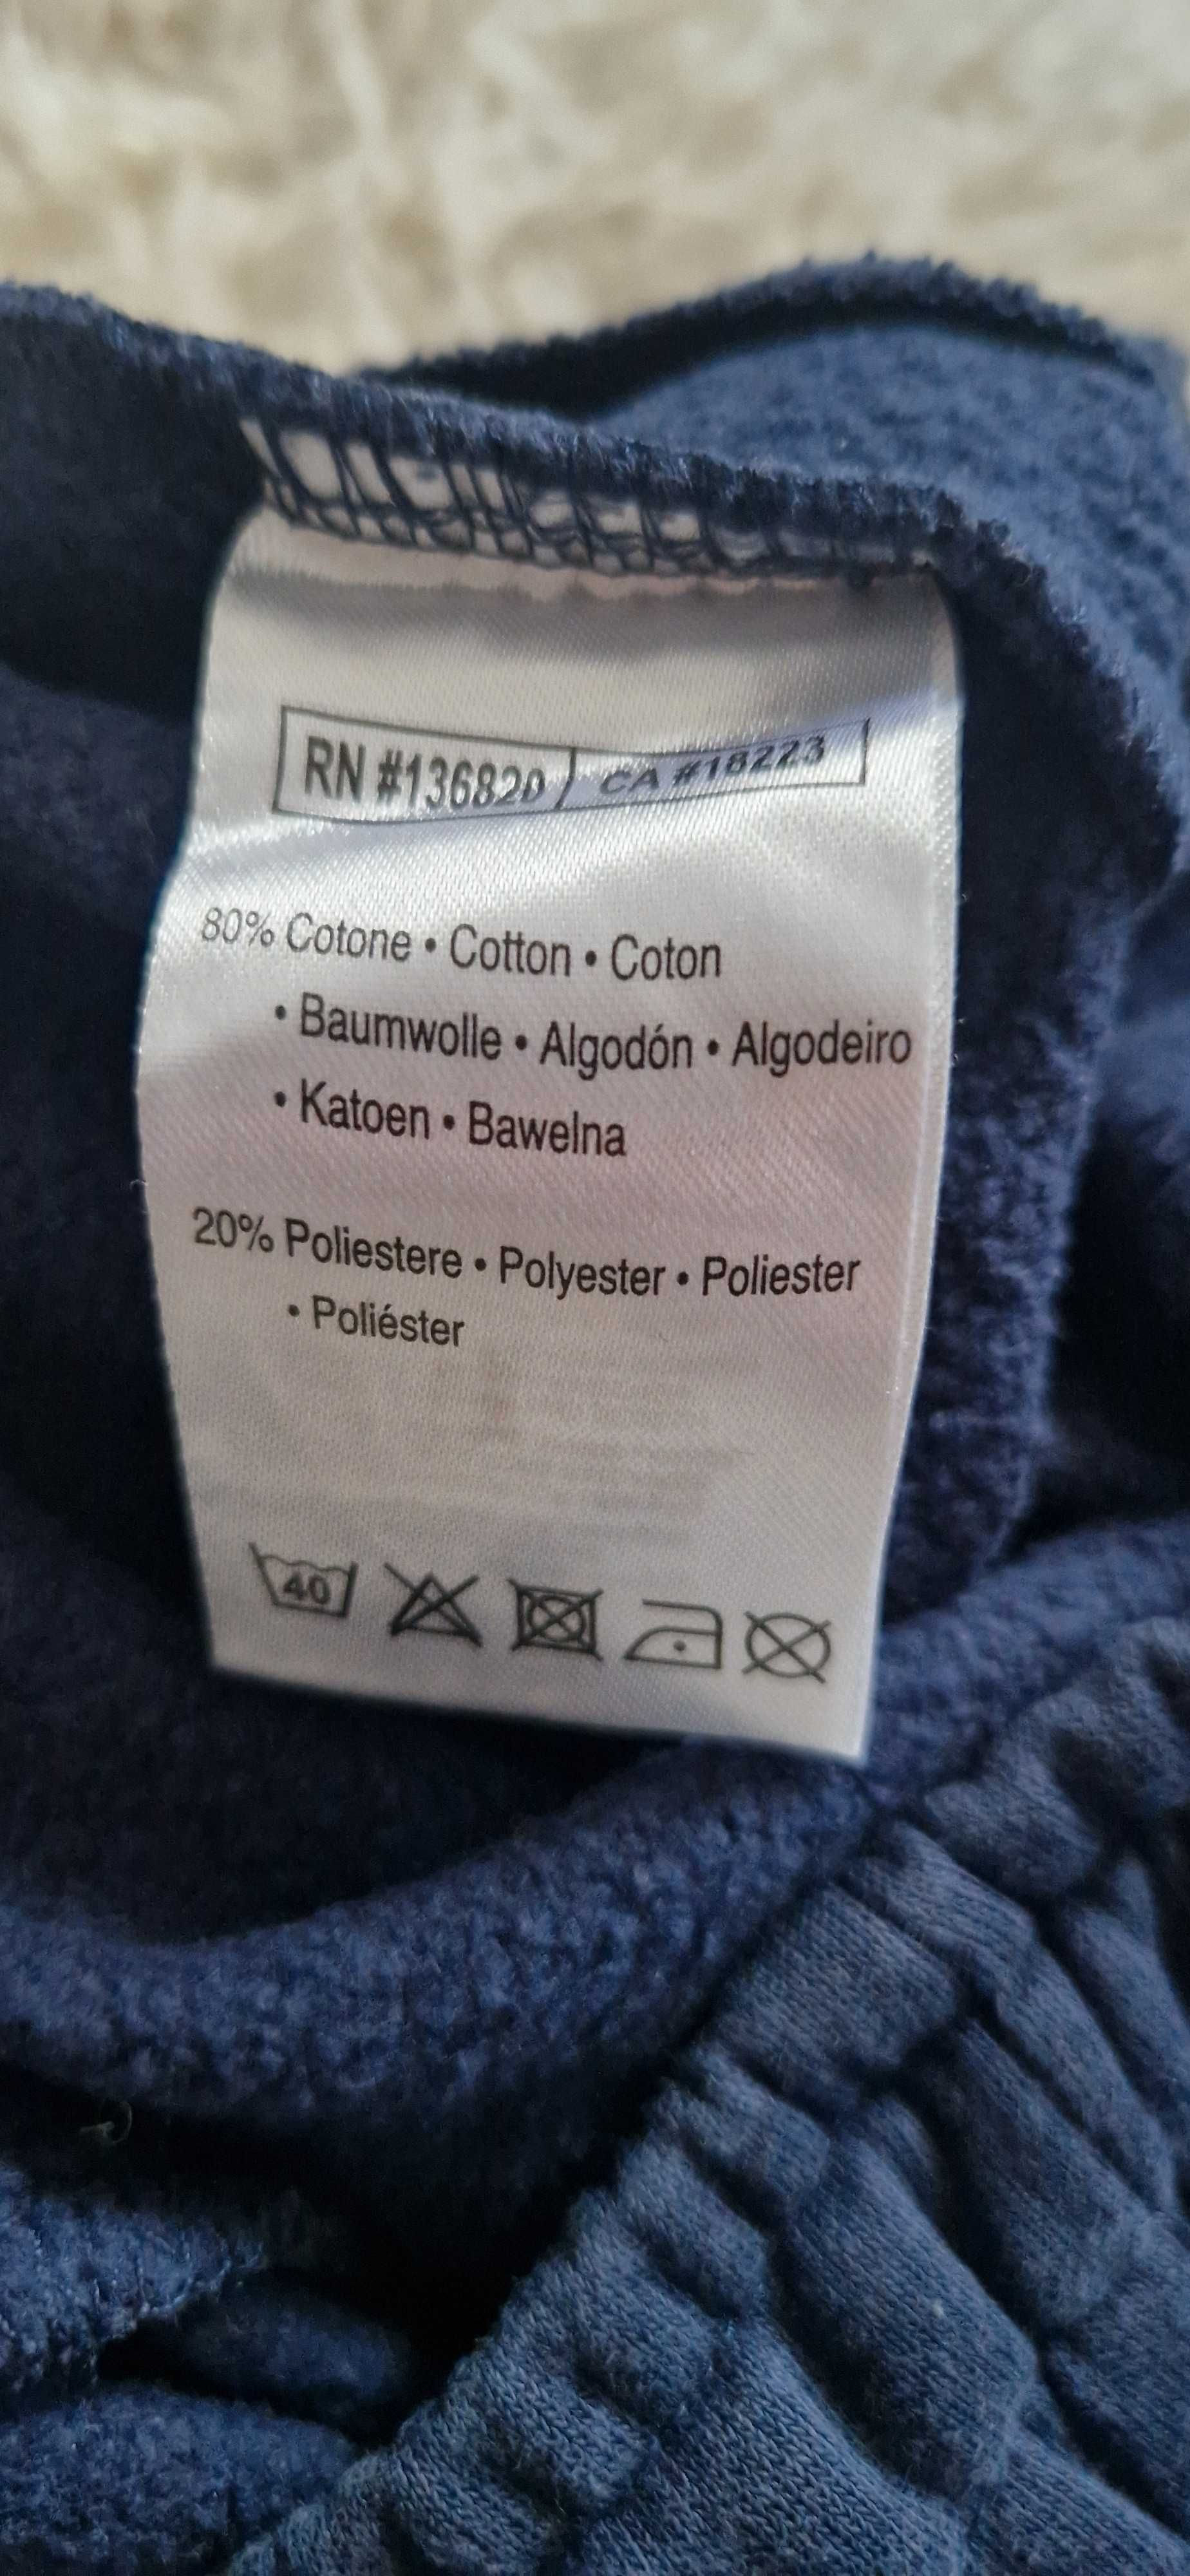 RN #136820 CA #18223
80% Cotone • Cotton • Coton
• Baumwolle • Algodón • Algodeiro
• Katoen • Bawelna
20% Poliestere • Polyester • Poliester
• Poliéster
40